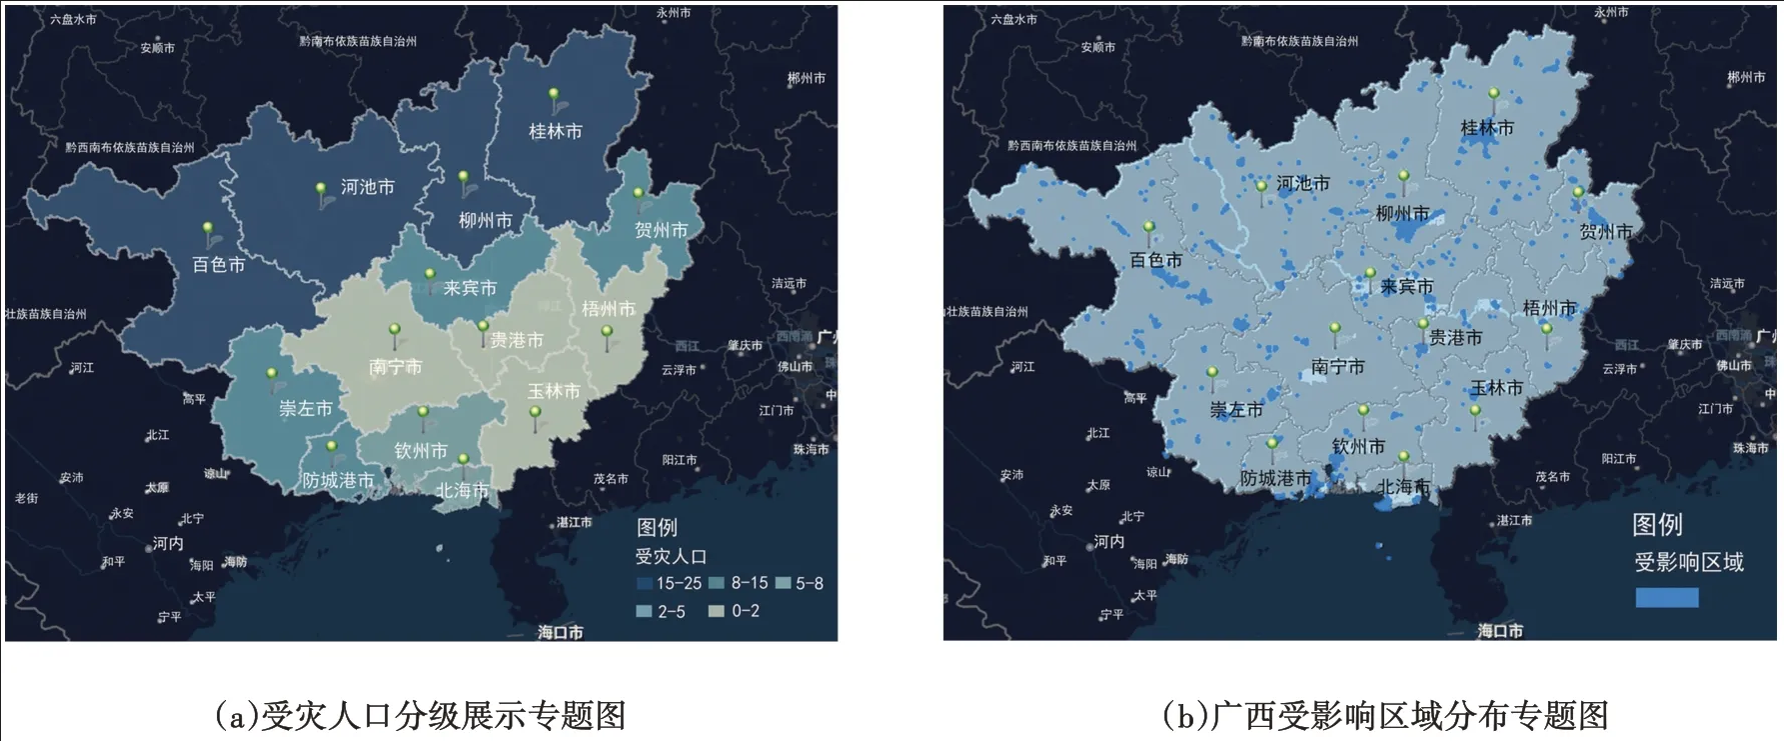 六盘水市
安顺市
黔南布依族苗族自治州
永州市
郴州市
黔西南布依族苗族自治州
桂林市
河池市
柳州市
贺州市
百色市
来宾市
洁远市
壮族苗族自治州
梧州市
贵港市
西南涌
广州
西江
肇庆市
南宁市
河江
云浮市
佛山市
珠
玉林市
中
高平
崇左市
江门市
北江
钦州市
珠海市
阳江市
安沛
谅山
防城港市
北海市
茂名市
老街
太原
永安
北宁
湛江市
图例
河内
受灾人口
和平
海阳
海防
15-25
8-15
5-8
太平
2-5
0-2
宁平
海口市
六盘水市
安顺市
黔南布依族苗族自治州
永州市
郴州市
黔西南布依族苗族自治州
桂林市
河池市
柳州市
贺州市
百色市
来宾市
洁远市
山壮族苗族自治州
梧州市
贵港市
西南涌
广州
西江
肇庆市
南宁市
河江
云浮市
佛山市
珠
玉林市
中
高平
崇左市
江门市
北江
钦州市
珠海市
阳江市
安沛
谅山
防城港市
北海市
茂名市
太原
永安
北宁
湛江市
图例
河内
受影响区域
和平
海阳
海防
太平
宁平
海口市
(a)受灾人口分级展示专题图
(b)广西受影响区域分布专题图